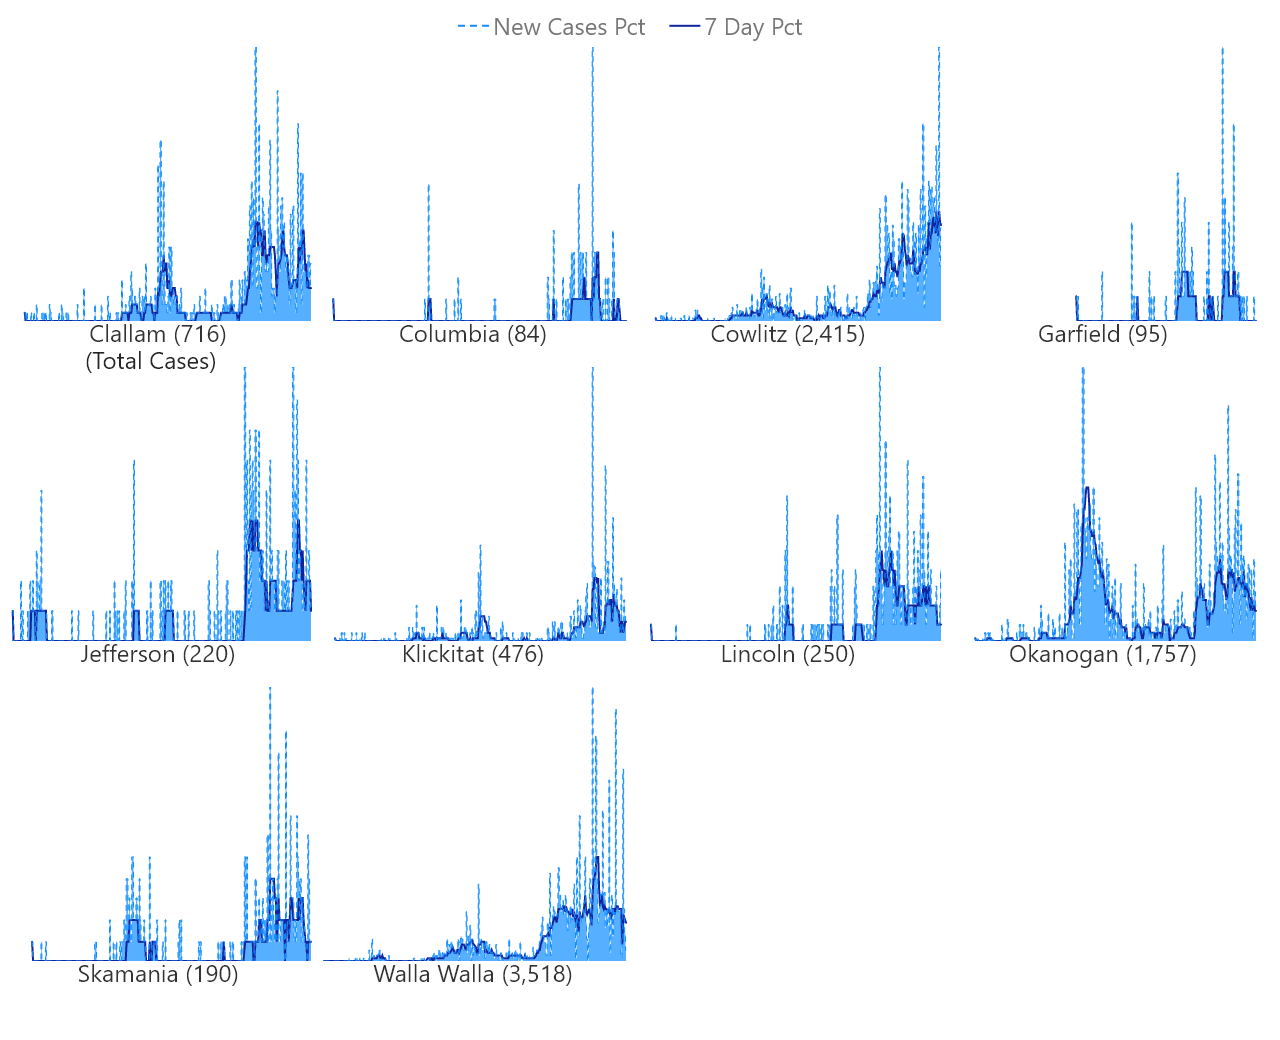 New Cases Pct 7 Day Pct
Clallam (716)
(Total Cases)
Columbia (84)
Cowlitz (2,415)
Garfield (95)
Jefferson (220)
Klickitat (476)
Lincoln (250)
Okanogan (1,757)
Skamania (190)
Walla Walla (3,518)